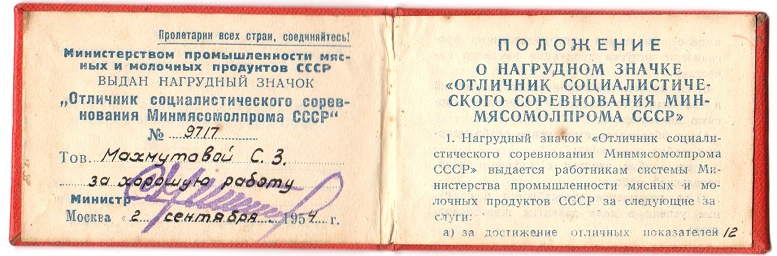 Пролетарии всех стран, соединяйтесь!
Министерством промышленности мяс-
ных и молочных продуктов СССР
ВЫДАН НАГРУДНЫЙ ЗНАЧОК
„Отличник социалистического сорев-
нования Минмясомолпрома СССР“
№ 9717
Тов. Махмутовой С. З.
за хорошую работу
Министр
Москва „2 сентября 1954 г.
ПОЛОЖЕНИЕ
О НАГРУДНОМ ЗНАЧКЕ
«ОТЛИЧНИК СОЦИАЛИСТИЧЕ-
СКОГО СОРЕВНОВАНИЯ МИН-
МЯСОМОЛПРОМА СССР»
1. Нагрудный значок «Отличник социали-
стического соревнования Минмясомолпрома
СССР» выдается работникам системы Ми-
нистерства промышленности мясных и мо-
лочных продуктов СССР за следующие за-
слуги:
а) за достижение отличных показателей 12